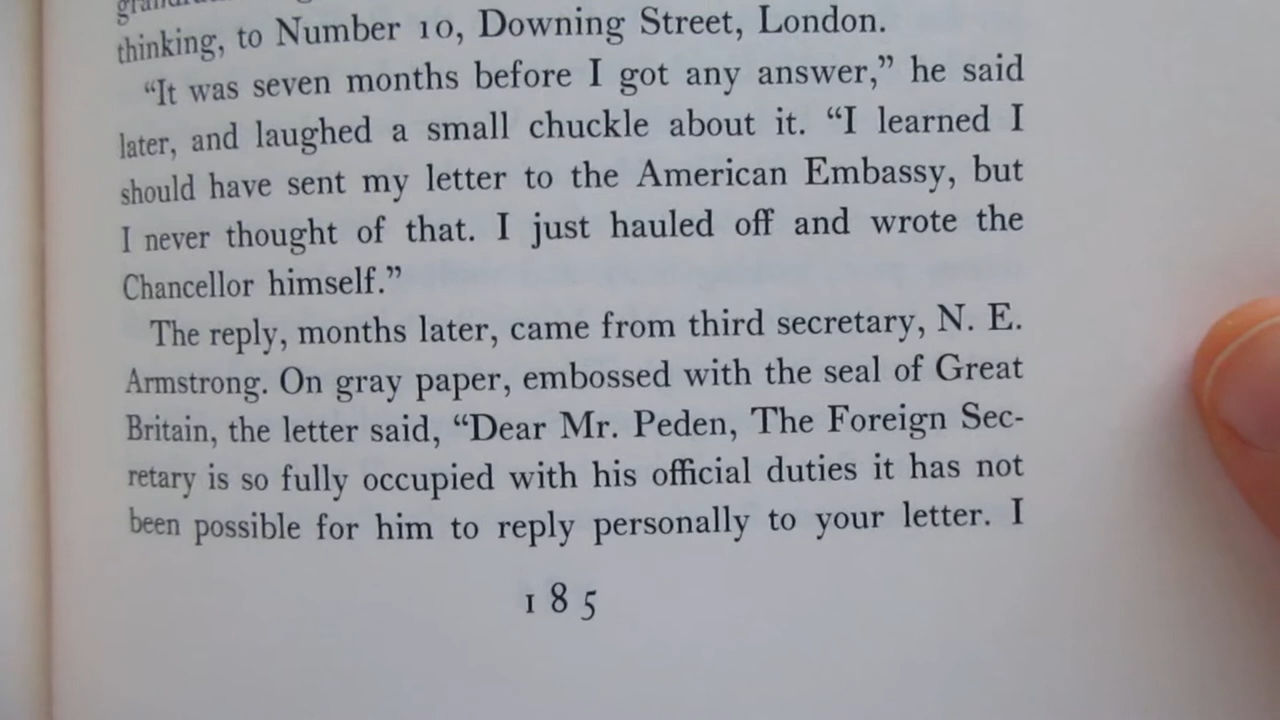 thinking, to Number 10, Downing Street, London.
“It was seven months before I got any answer,” he said
later, and laughed a small chuckle about it. “I learned I
should have sent my letter to the American Embassy, but
I never thought of that. I just hauled off and wrote the
Chancellor himself.”
The reply, months later, came from third secretary, N. E.
Armstrong. On gray paper, embossed with the seal of Great
Britain, the letter said, “Dear Mr. Peden, The Foreign Sec-
retary is so fully occupied with his official duties it has not
been possible for him to reply personally to your letter. I
185